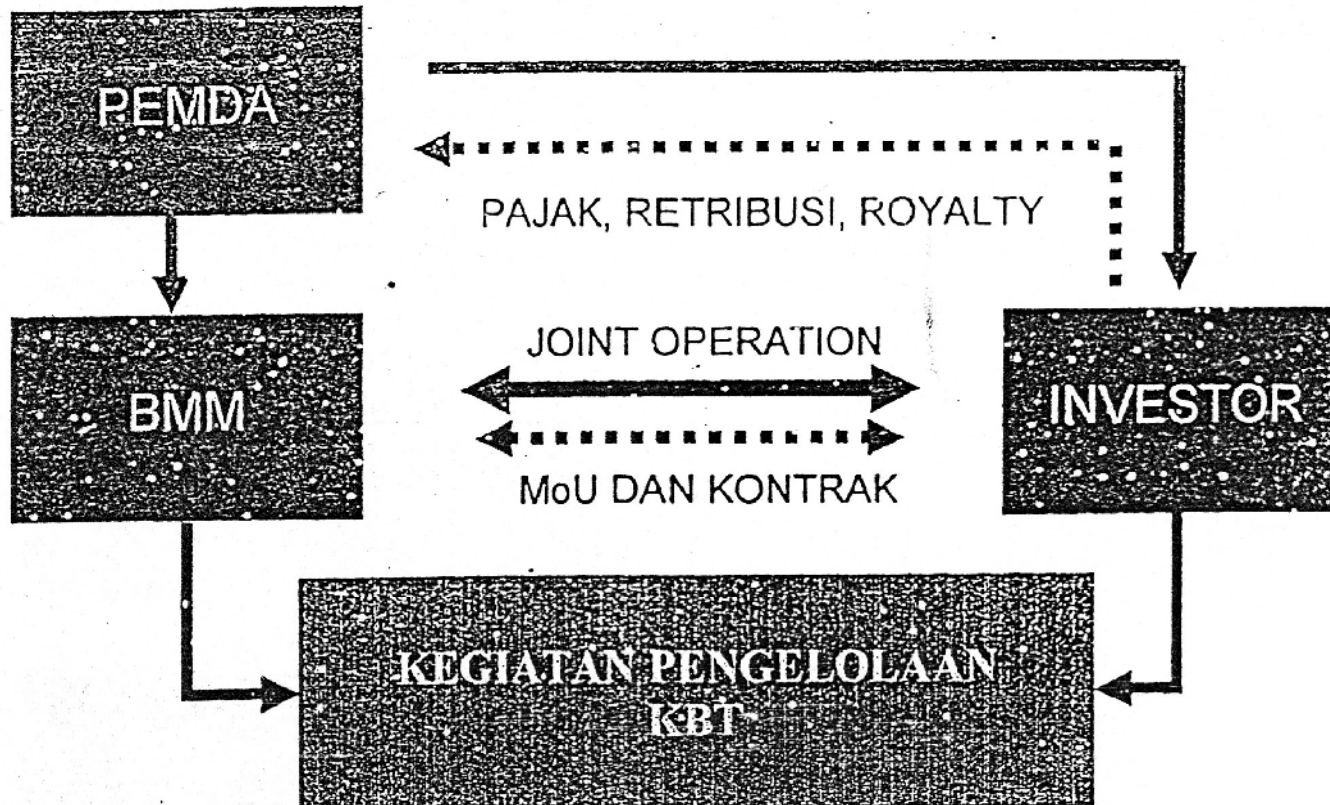 PEMDA
PAJAK, RETRIBUSI, ROYALTY
JOINT OPERATION
BMM
INVESTOR
MoU DAN KONTRAK
KEGIATAN PENGELOLAAN
KBT